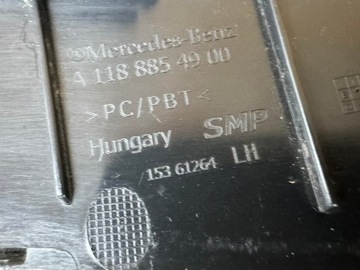 ©Mercedes-Benz
A 118 885 49 00
>PC/PBT<
Hungary SMP
153 61264 LH